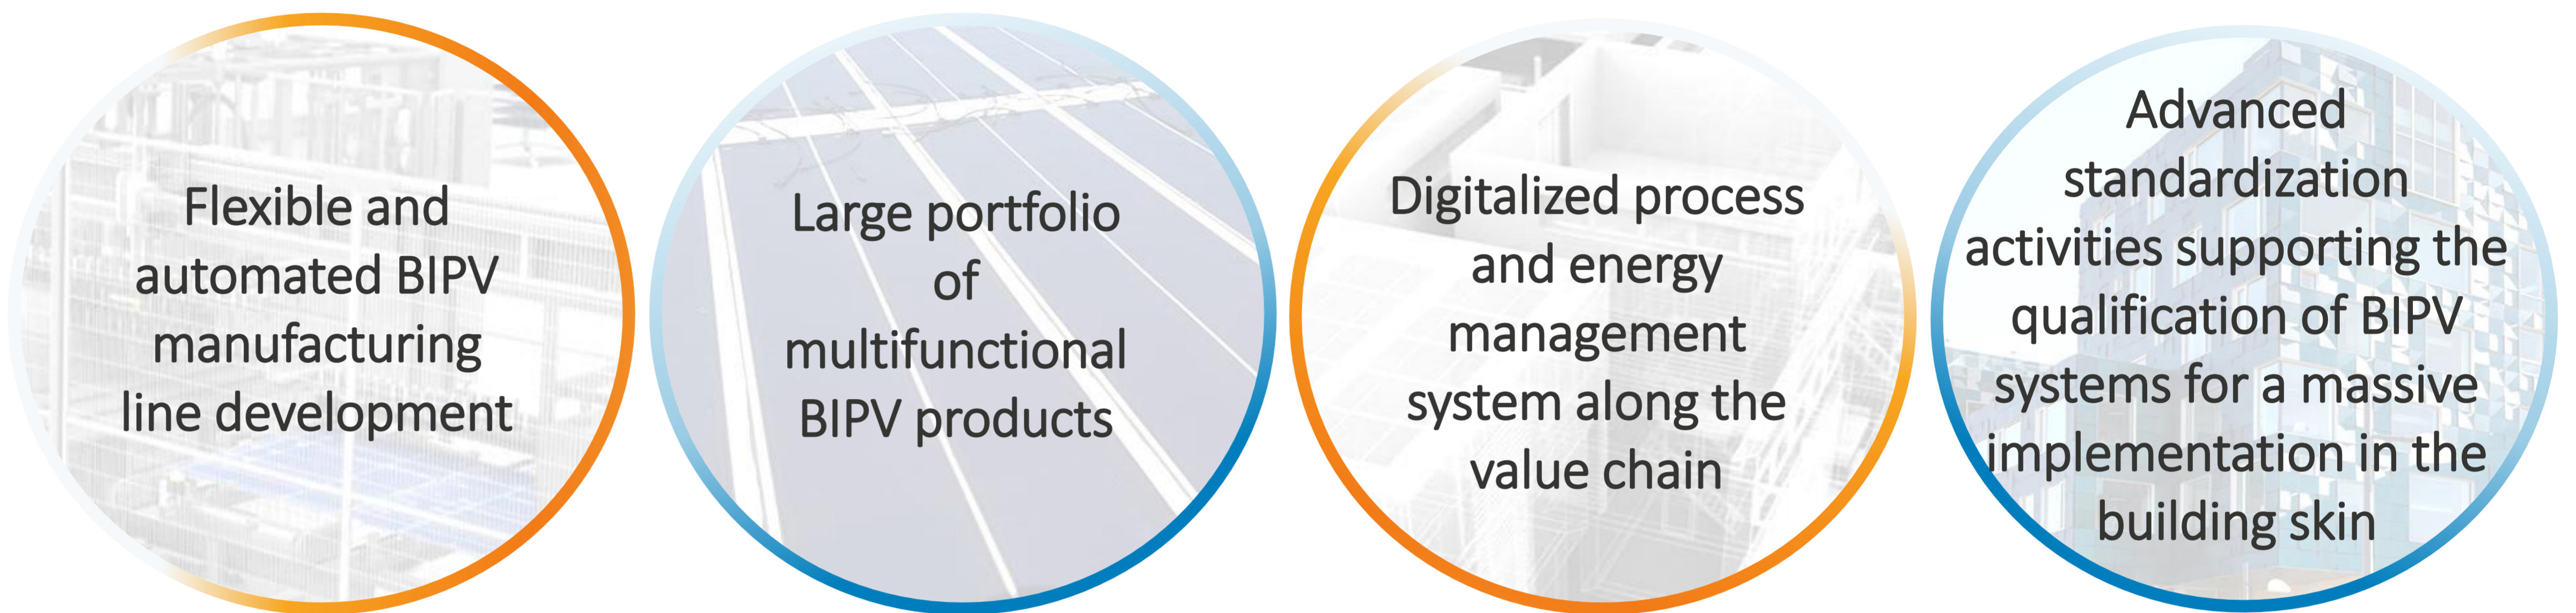 Flexible and
automated BIPV
manufacturing
line development
Large portfolio
of
multifunctional
BIPV products
Digitalized process
and energy
management
system along the
value chain
Advanced
standardization
activities supporting the
qualification of BIPV
systems for a massive
implementation in the
building skin